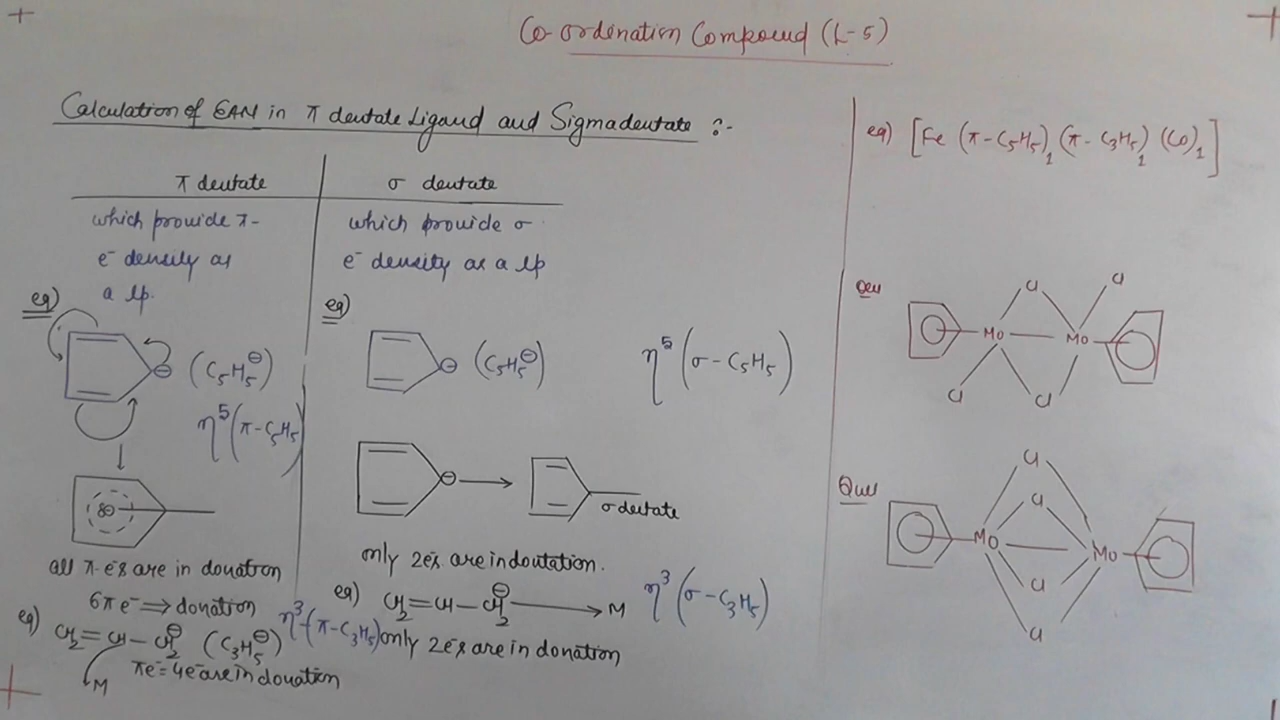 Co-ordination Compound (L-5)
Calculation of EAN in π dentate Ligand and Sigmadentate :-
π dentate
which provide π-
e⁻ density as
a lp.
eg)
(C₅H₅⊖)
η⁵(π-C₅H₅)
8⊖
all π-e⁻s are in donation
6πe⁻ ⇒ donation
eg) CH₂=CH-CH₂⊖ (C₃H₅⊖) η³-(π-C₃H₅)
M
πe⁻=4e⁻ are in donation
σ dentate
which provide σ
e⁻ density as a lp
eg)
⊖ (C₅H₅⊖) η⁵(σ-C₅H₅)
⊖ → σ dentate
only 2e⁻s are in dontation.
eg) CH₂=CH-CH₂⊖ → M η³(σ-C₃H₅)
only 2e⁻s are in donation
eg) [Fe (π-C₅H₅)₁ (π-C₃H₅)₁ (CO)₁]
Cl Cl
Mo Mo
Cl Cl
Ques
Cl
Cl
Mo Mo
Cl
Cl